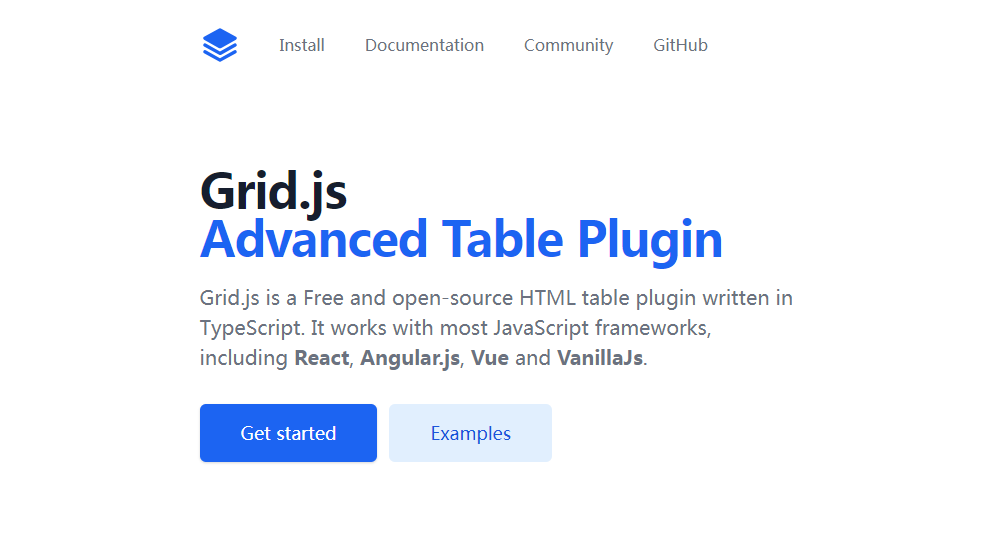 Install Documentation Community GitHub
Grid.js
Advanced Table Plugin
Grid.js is a Free and open-source HTML table plugin written in
TypeScript. It works with most JavaScript frameworks,
including React, Angular.js, Vue and VanillaJs.
Get started Examples